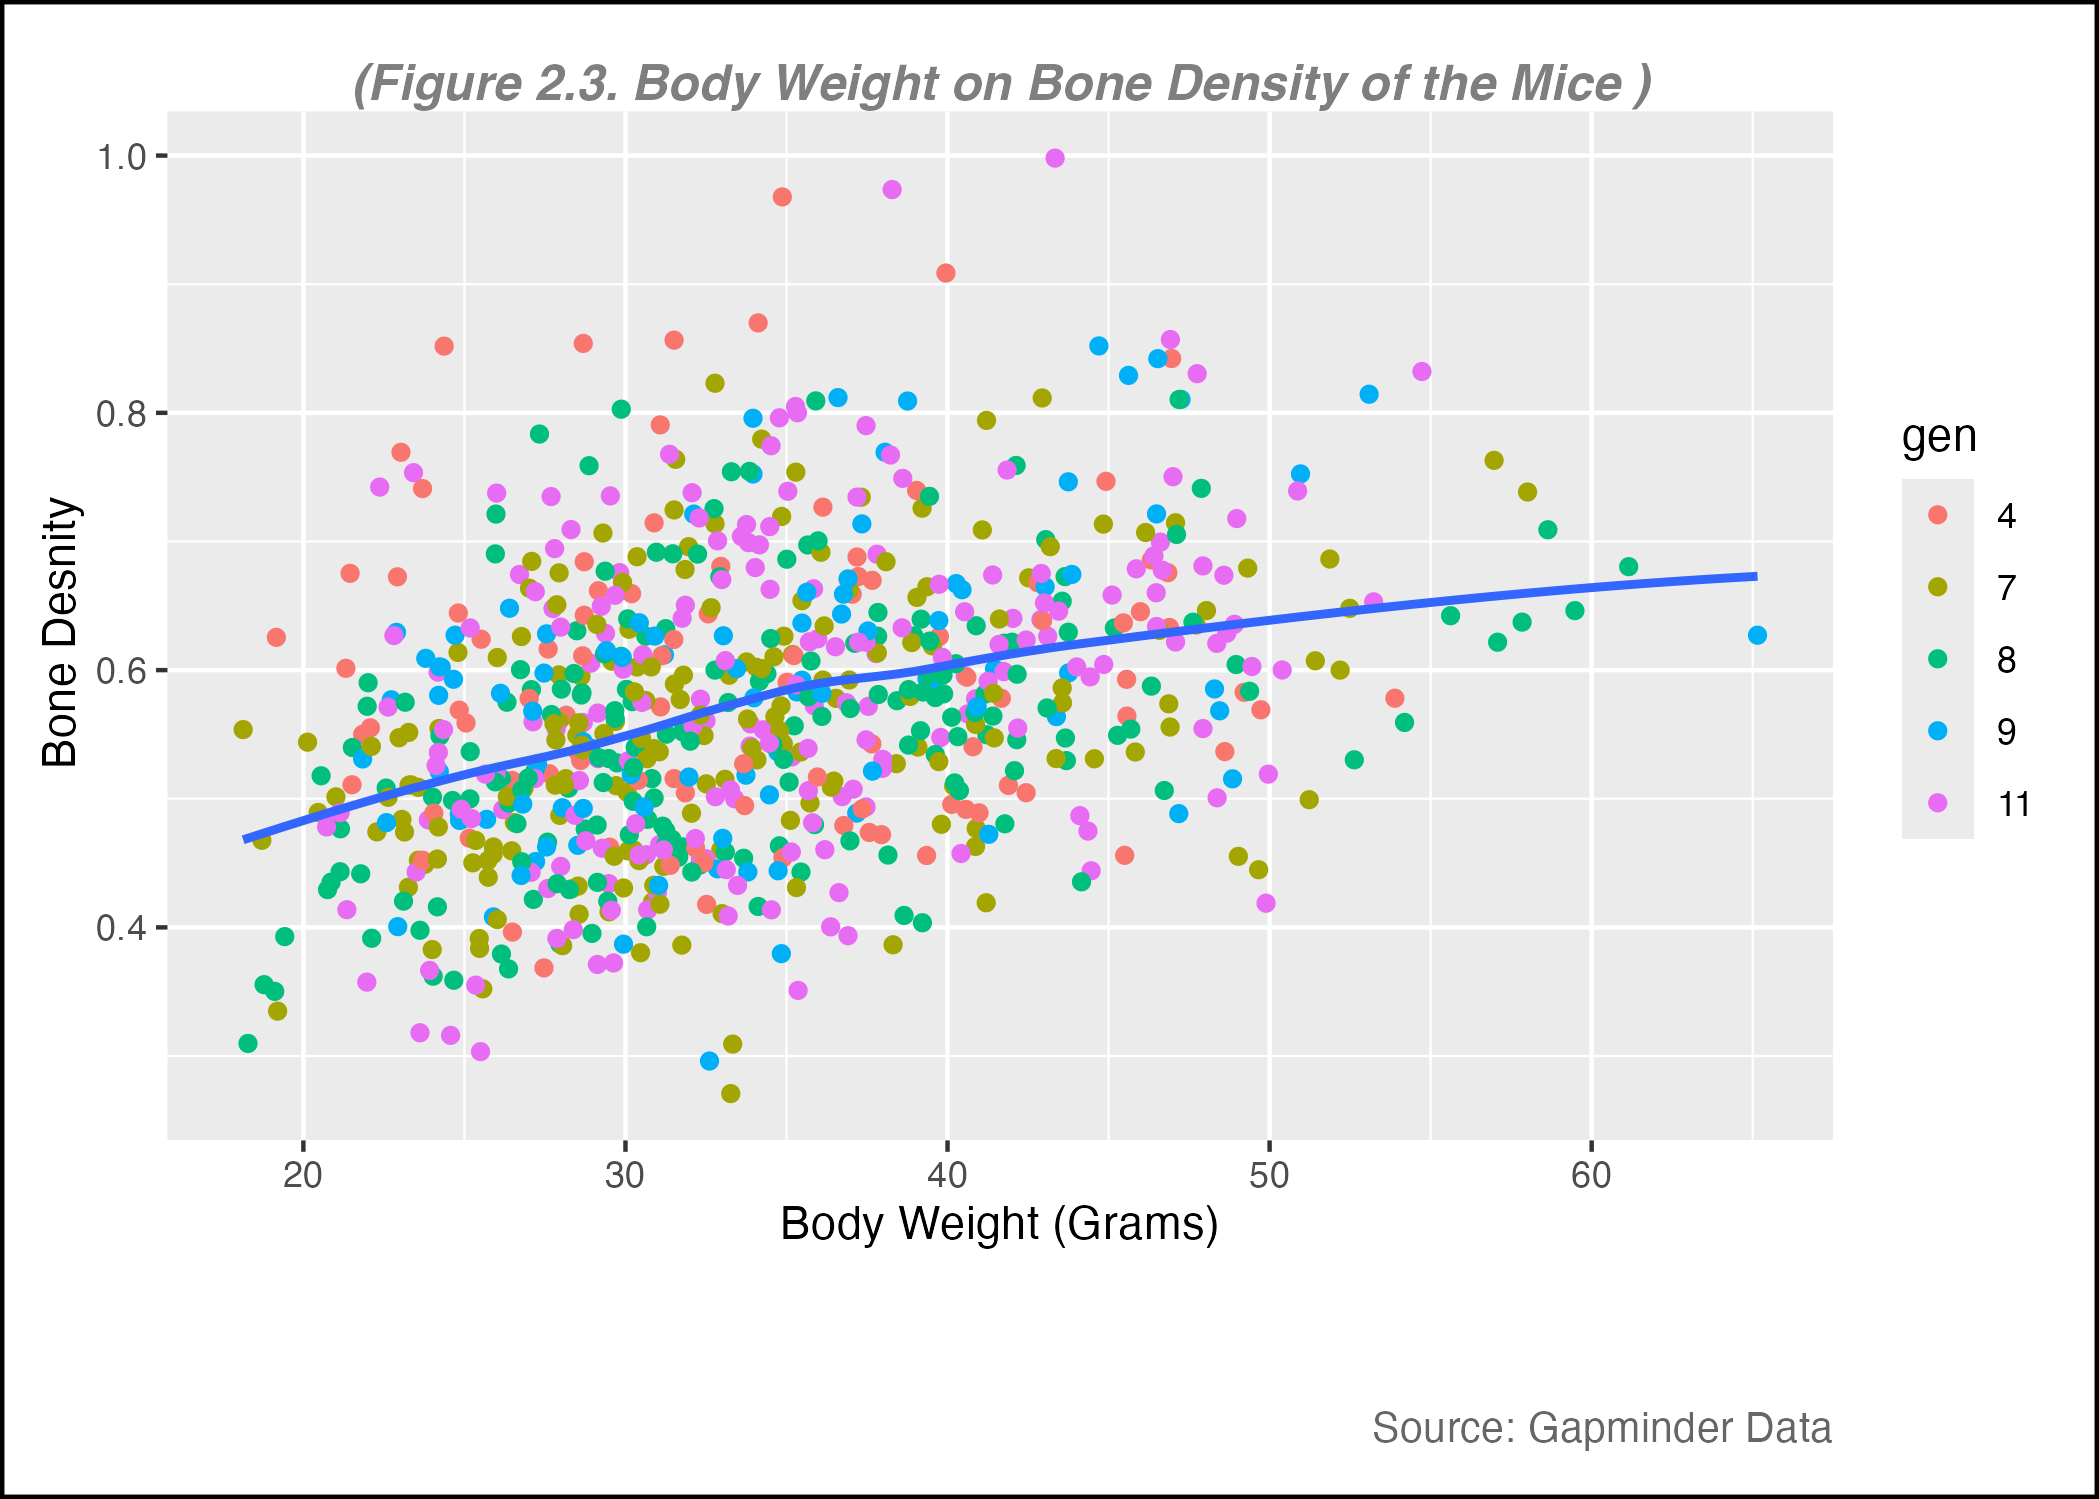 (Figure 2.3. Body Weight on Bone Density of the Mice )
1.0
0.8
0.6
0.4
Bone Desnity
20 30 40 50 60
Body Weight (Grams)
gen
4
7
8
9
11
Source: Gapminder Data